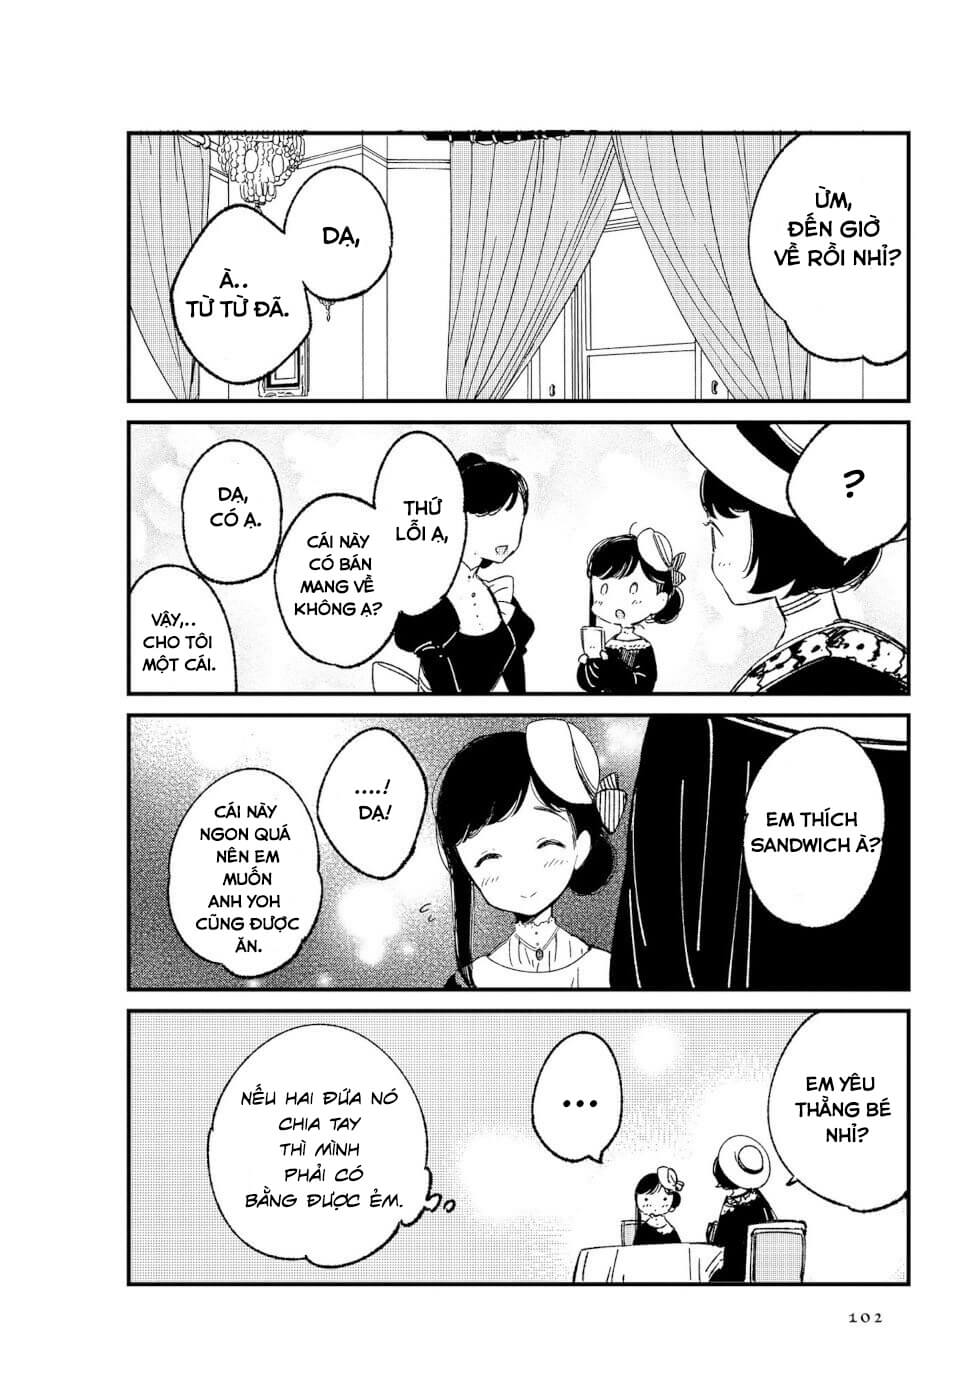 ỪM,
ĐẾN GIỜ
VỀ RỒI NHỈ?
DẠ,
À..
TỪ TỪ ĐÃ.
?
THỨ
LỖI Ạ,
CÁI NÀY
CÓ BÁN
MANG VỀ
KHÔNG Ạ?
DẠ,
CÓ Ạ.
VẬY,..
CHO TÔI
MỘT CÁI.
EM THÍCH
SANDWICH À?
....!
DẠ!
CÁI NÀY
NGON QUÁ
NÊN EM
MUỐN
ANH YOH
CŨNG ĐƯỢC
ĂN.
EM YÊU
THẰNG BÉ
NHỈ?
...
NẾU HAI ĐỨA NÓ
CHIA TAY
THÌ MÌNH
PHẢI CÓ
BẰNG ĐƯỢC ẺM.
102